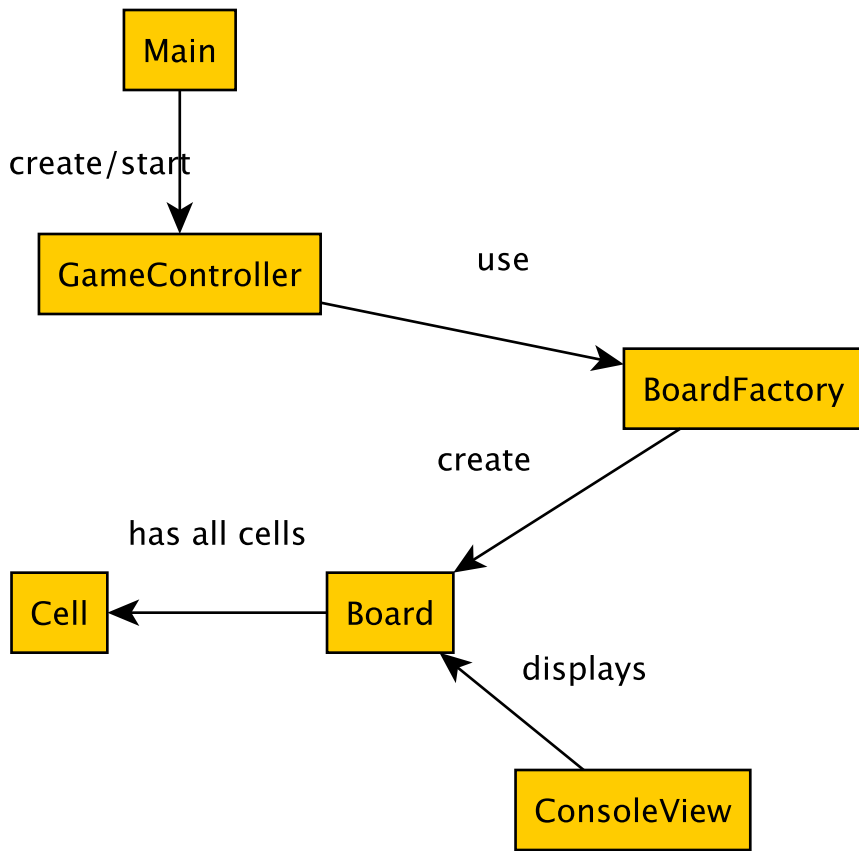 Main
create/start
GameController
use
BoardFactory
create
has all cells
Cell
Board
displays
ConsoleView